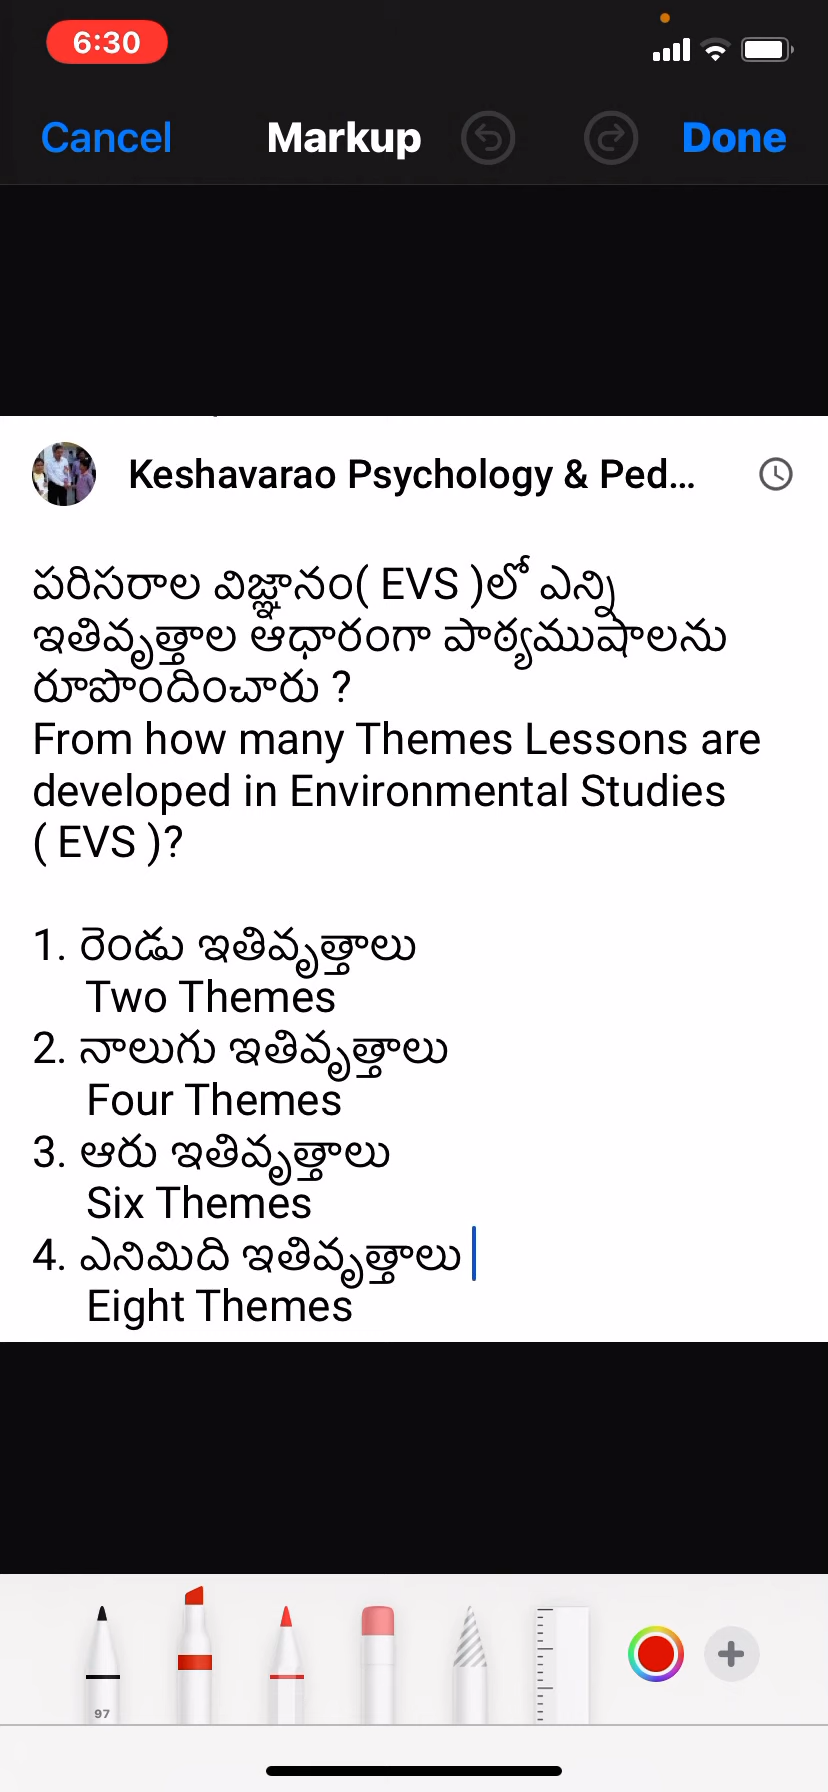 6:30
Cancel Markup Done
Keshavarao Psychology & Ped...
పరిసరాల విజ్ఞానం( EVS )లో ఎన్ని
ఇతివృత్తాల ఆధారంగా పాఠ్యముషాలను
రూపొందించారు ?
From how many Themes Lessons are
developed in Environmental Studies
( EVS )?
1. రెండు ఇతివృత్తాలు
Two Themes
2. నాలుగు ఇతివృత్తాలు
Four Themes
3. ఆరు ఇతివృత్తాలు
Six Themes
4. ఎనిమిది ఇతివృత్తాలు
Eight Themes
97